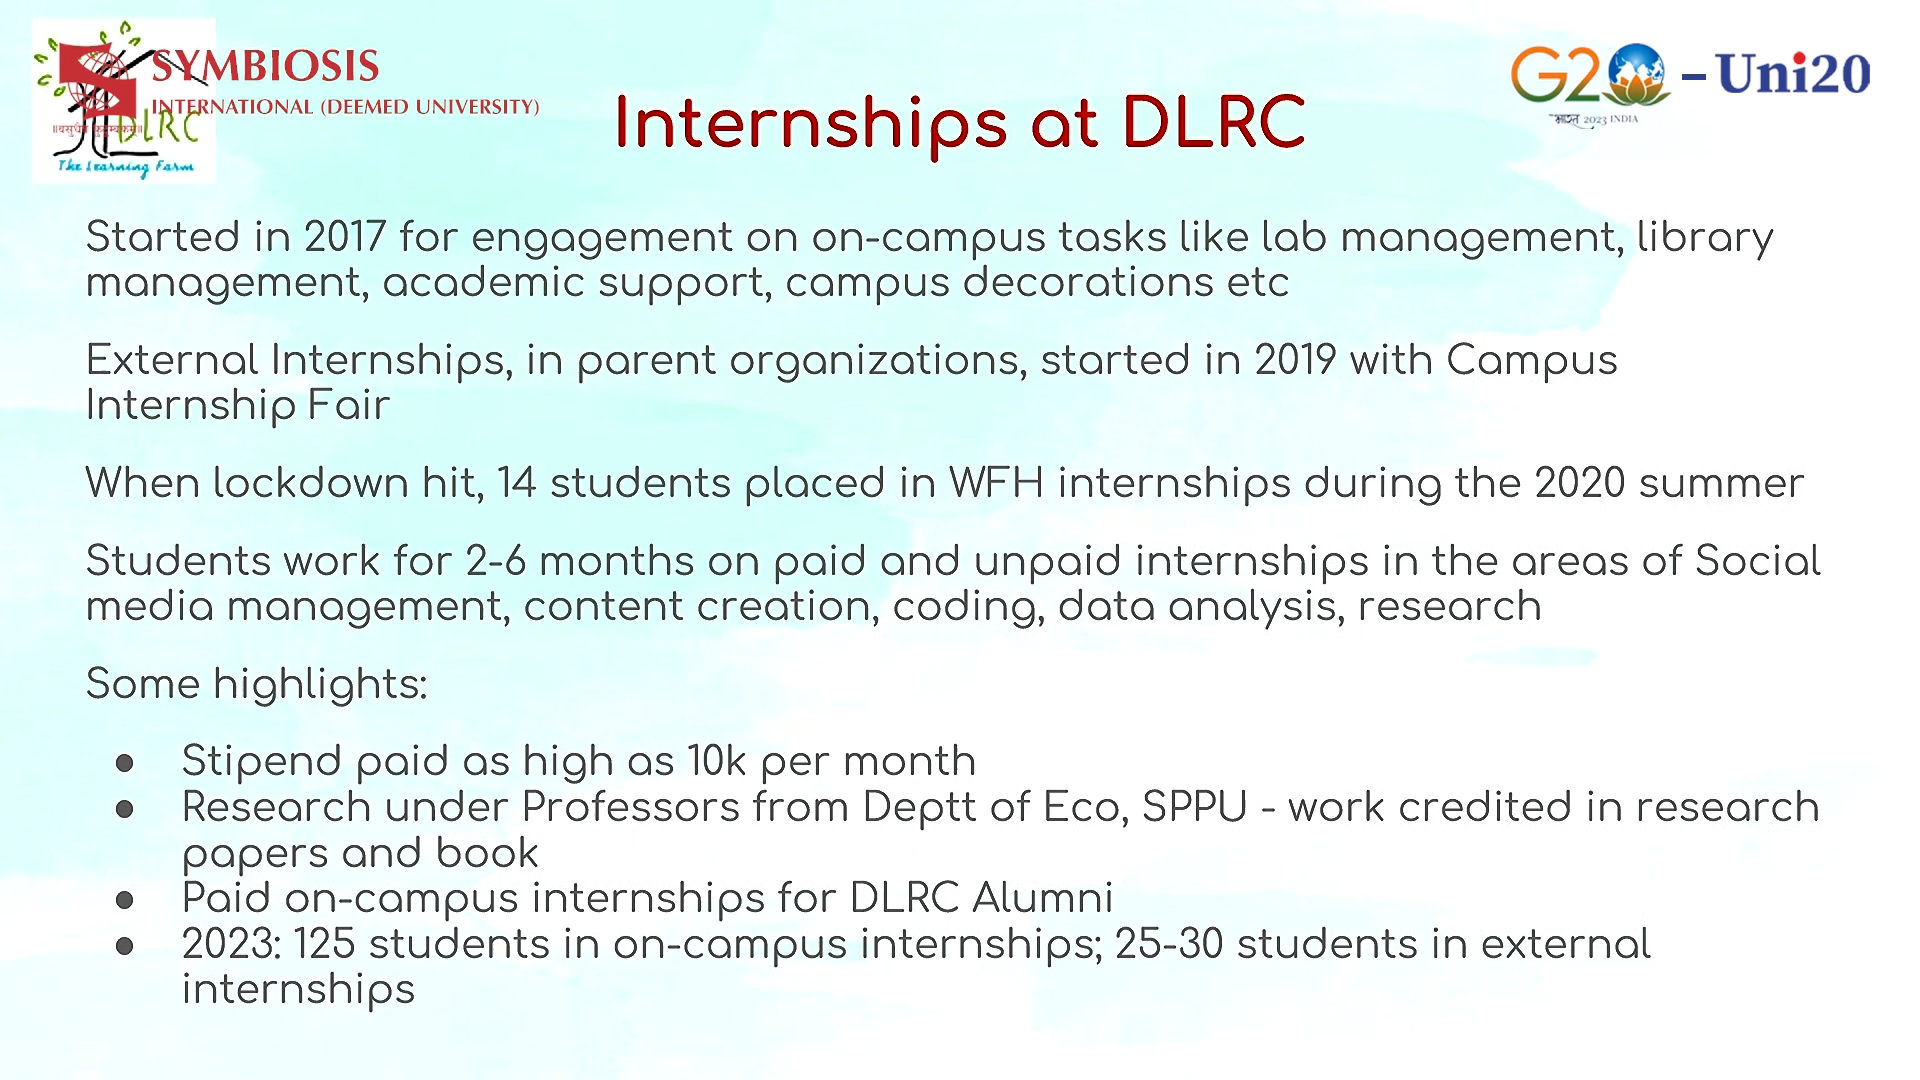 SYMBIOSIS
INTERNATIONAL (DEEMED UNIVERSITY)
॥वसुधैव कुटुम्बकम्॥
DLRC
The Learning Farm
Internships at DLRC
G20 – Uni20
भारत 2023 INDIA
Started in 2017 for engagement on on-campus tasks like lab management, library
management, academic support, campus decorations etc
External Internships, in parent organizations, started in 2019 with Campus
Internship Fair
When lockdown hit, 14 students placed in WFH internships during the 2020 summer
Students work for 2-6 months on paid and unpaid internships in the areas of Social
media management, content creation, coding, data analysis, research
Some highlights:
● Stipend paid as high as 10k per month
● Research under Professors from Deptt of Eco, SPPU - work credited in research
papers and book
● Paid on-campus internships for DLRC Alumni
● 2023: 125 students in on-campus internships; 25-30 students in external
internships